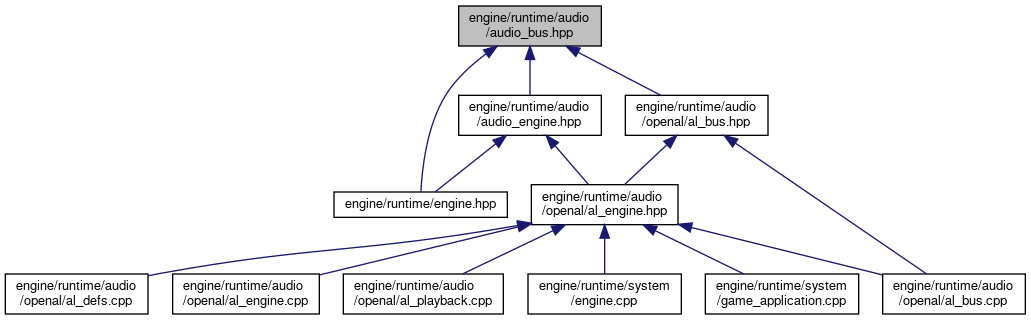 engine/runtime/audio
/audio_bus.hpp
engine/runtime/audio
/audio_engine.hpp
engine/runtime/audio
/openal/al_bus.hpp
engine/runtime/engine.hpp
engine/runtime/audio
/openal/al_engine.hpp
engine/runtime/audio
/openal/al_defs.cpp
engine/runtime/audio
/openal/al_engine.cpp
engine/runtime/audio
/openal/al_playback.cpp
engine/runtime/system
/engine.cpp
engine/runtime/system
/game_application.cpp
engine/runtime/audio
/openal/al_bus.cpp